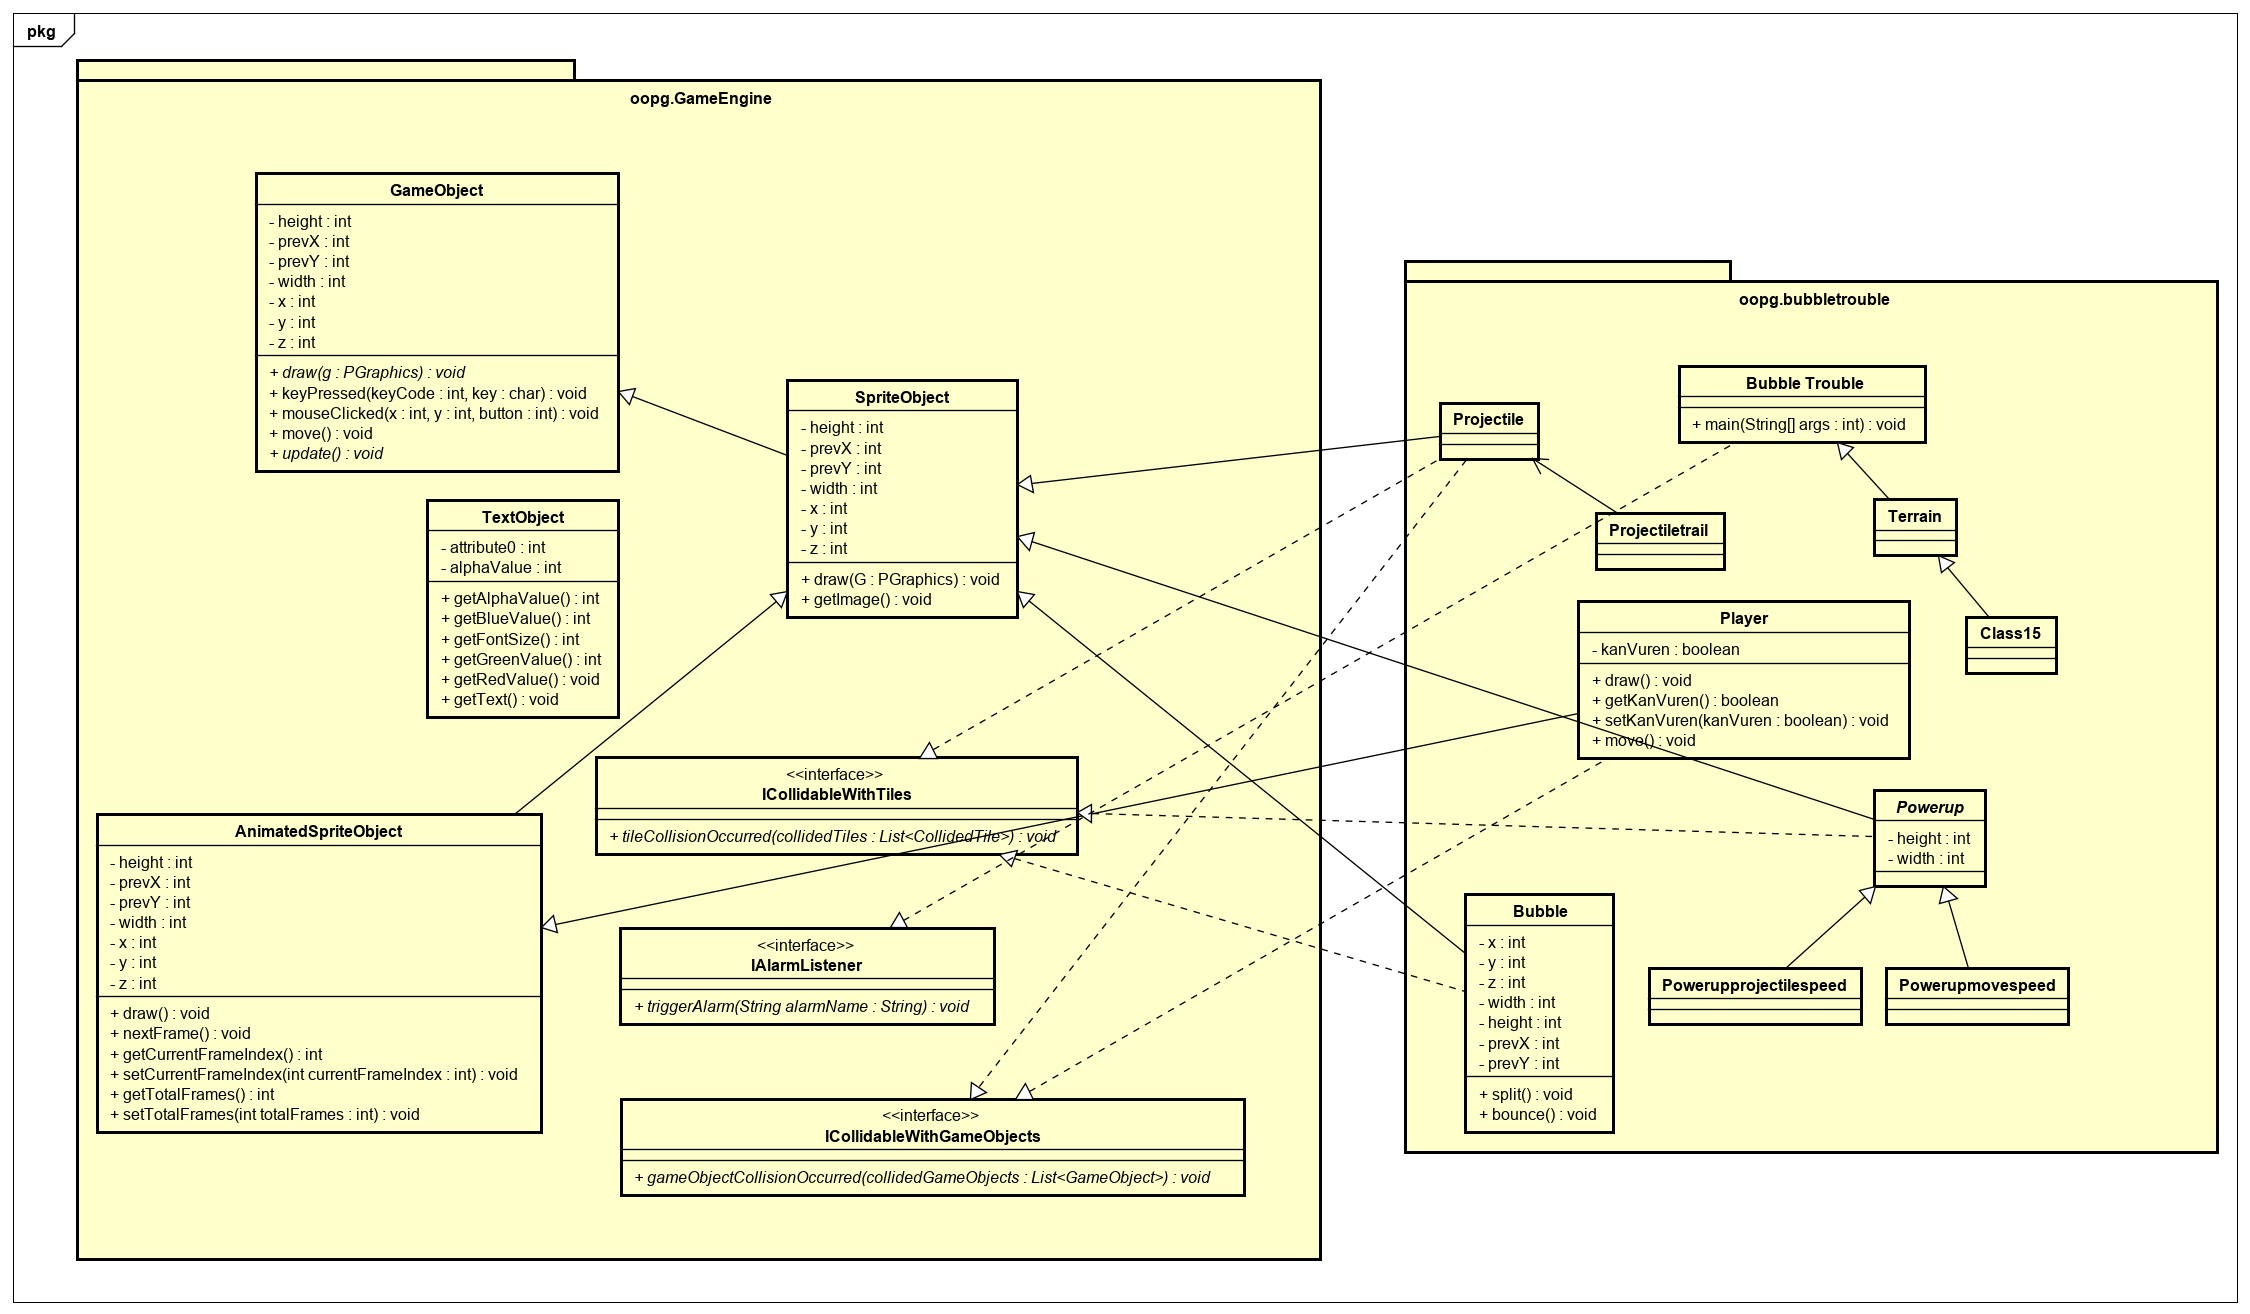 pkg
oopg.GameEngine
GameObject
- height : int
- prevX : int
- prevY : int
- width : int
- x : int
- y : int
- z : int
+ draw(g : PGraphics) : void
+ keyPressed(keyCode : int, key : char) : void
+ mouseClicked(x : int, y : int, button : int) : void
+ move() : void
+ update() : void
SpriteObject
- height : int
- prevX : int
- prevY : int
- width : int
- x : int
- y : int
- z : int
+ draw(G : PGraphics) : void
+ getImage() : void
TextObject
- attribute0 : int
- alphaValue : int
+ getAlphaValue() : int
+ getBlueValue() : int
+ getFontSize() : int
+ getGreenValue() : int
+ getRedValue() : void
+ getText() : void
<<interface>>
ICollidableWithTiles
+ tileCollisionOccurred(collidedTiles : List<CollidedTile>) : void
AnimatedSpriteObject
- height : int
- prevX : int
- prevY : int
- width : int
- x : int
- y : int
- z : int
+ draw() : void
+ nextFrame() : void
+ getCurrentFrameIndex() : int
+ setCurrentFrameIndex(int currentFrameIndex : int) : void
+ getTotalFrames() : int
+ setTotalFrames(int totalFrames : int) : void
<<interface>>
IAlarmListener
+ triggerAlarm(String alarmName : String) : void
<<interface>>
ICollidableWithGameObjects
+ gameObjectCollisionOccurred(collidedGameObjects : List<GameObject>) : void
oopg.bubbletrouble
Bubble Trouble
+ main(String[] args : int) : void
Projectile
Projectiletrail
Terrain
Class15
Player
- kanVuren : boolean
+ draw() : void
+ getKanVuren() : boolean
+ setKanVuren(kanVuren : boolean) : void
+ move() : void
Powerup
- height : int
- width : int
Bubble
- x : int
- y : int
- z : int
- width : int
- height : int
- prevX : int
- prevY : int
+ split() : void
+ bounce() : void
Powerupprojectilespeed
Powerupmovespeed